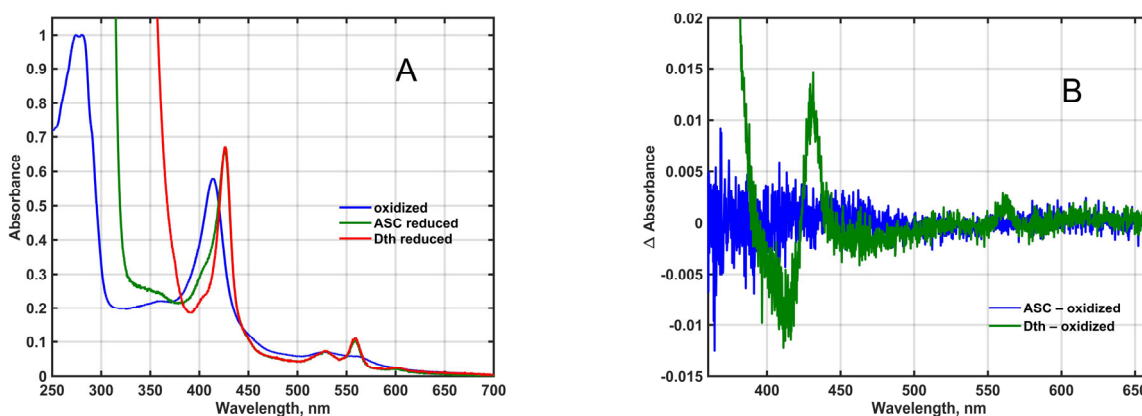 A
1
0.9
0.8
0.7
0.6
0.5
0.4
0.3
0.2
0.1
0
Absorbance
oxidized
ASC reduced
Dth reduced
250 300 350 400 450 500 550 600 650 700
Wavelength, nm
B
0.02
0.015
0.01
0.005
0
-0.005
-0.01
-0.015
Δ Absorbance
ASC – oxidized
Dth – oxidized
400 450 500 550 600 650
Wavelength, nm